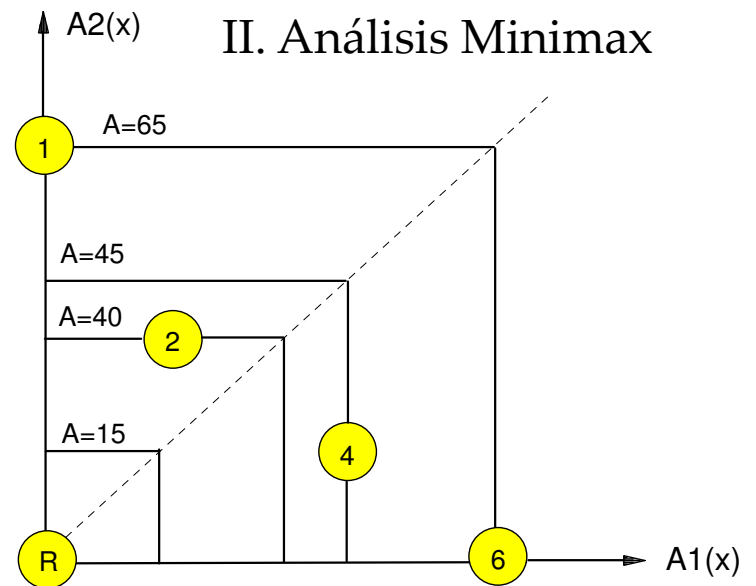 A2(x)
II. Análisis Minimax
A=65
1
A=45
A=40
2
A=15
4
R
6
A1(x)